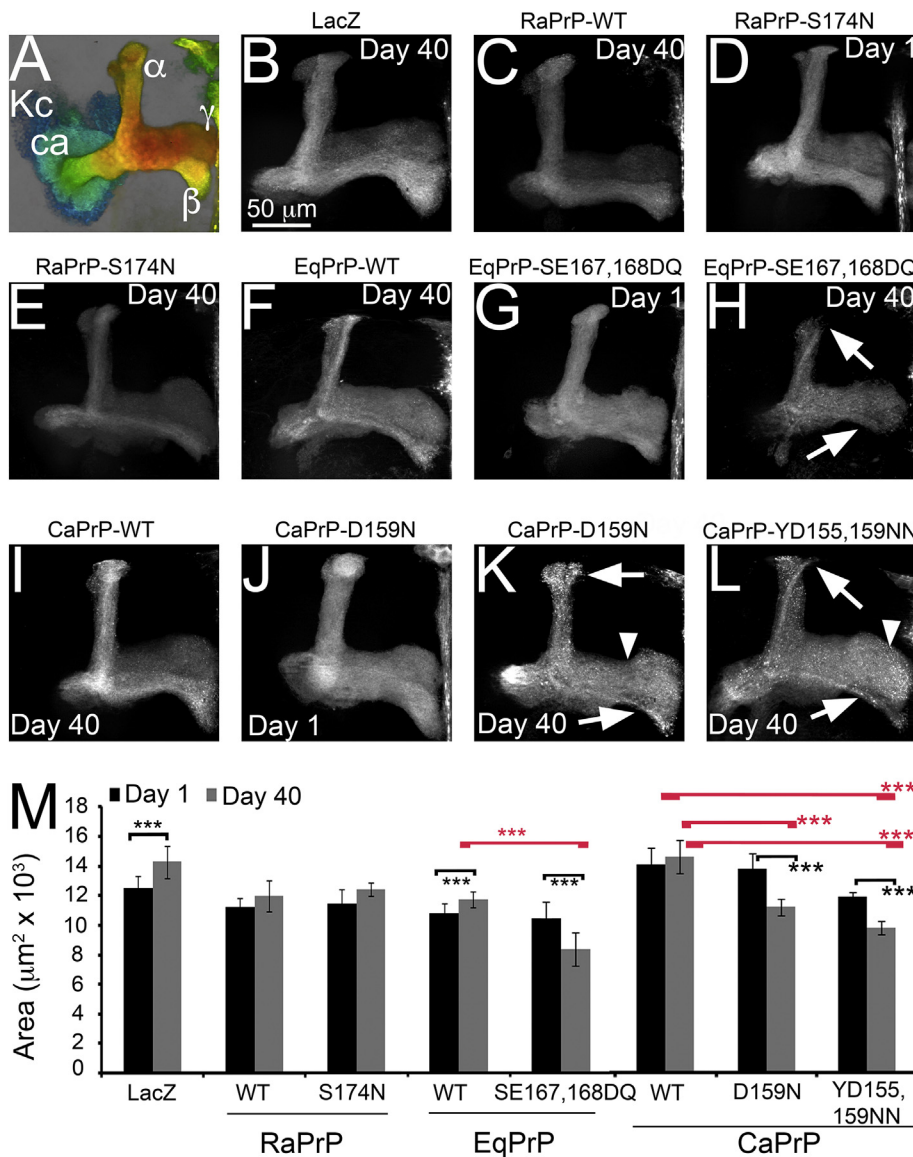 LacZ
RaPrP-WT
RaPrP-S174N
A
α
Kc
ca
γ
β
B
Day 40
50 μm
C
Day 40
D
Day 1
RaPrP-S174N
EqPrP-WT
EqPrP-SE167,168DQ
EqPrP-SE167,168DQ
E
Day 40
F
Day 40
G
Day 1
H
Day 40
CaPrP-WT
CaPrP-D159N
CaPrP-D159N
CaPrP-YD155,159NN
I
Day 40
J
Day 1
K
Day 40
L
Day 40
M
Day 1
Day 40
Area (μm² x 10³)
18
16
14
12
10
8
6
4
2
0
***
***
***
***
***
***
***
***
***
LacZ
WT
S174N
WT
SE167,168DQ
WT
D159N
YD155,
159NN
RaPrP
EqPrP
CaPrP